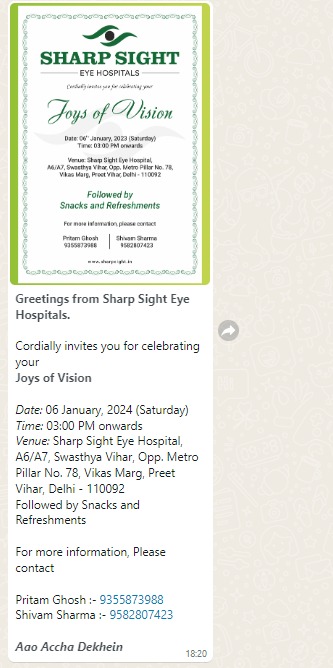 SHARP SIGHT
EYE HOSPITALS
Cordially invites you for celebrating your
Joys of Vision
Date: 06th January, 2023 (Saturday)
Time: 03:00 PM onwards
Venue: Sharp Sight Eye Hospital,
A6/A7, Swasthya Vihar, Opp. Metro Pillar No. 78,
Vikas Marg, Preet Vihar, Delhi - 110092
Followed by
Snacks and Refreshments
For more information, please contact
Pritam Ghosh
9355873988
Shivam Sharma
9582807423
www.sharpsight.in
Greetings from Sharp Sight Eye
Hospitals.
Cordially invites you for celebrating
your
Joys of Vision
Date: 06 January, 2024 (Saturday)
Time: 03:00 PM onwards
Venue: Sharp Sight Eye Hospital,
A6/A7, Swasthya Vihar, Opp. Metro
Pillar No. 78, Vikas Marg, Preet
Vihar, Delhi - 110092
Followed by Snacks and
Refreshments
For more information, Please
contact
Pritam Ghosh :- 9355873988
Shivam Sharma :- 9582807423
Aao Accha Dekhein
18:20